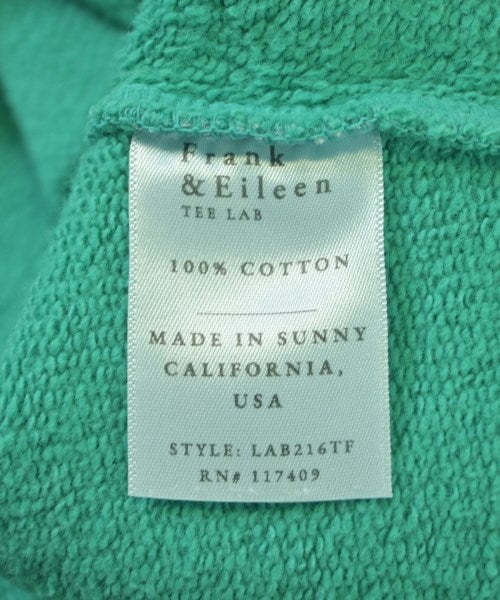 Frank
& Eileen
TEE LAB
100% COTTON
MADE IN SUNNY
CALIFORNIA,
USA
STYLE: LAB216TF
RN# 117409